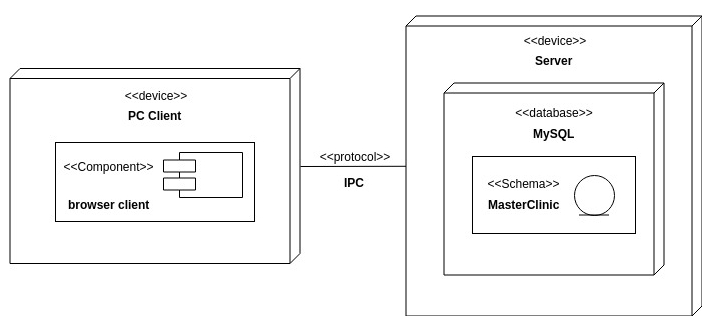 <<device>>
PC Client
<<Component>>
browser client
<<protocol>>
IPC
<<device>>
Server
<<database>>
MySQL
<<Schema>>
MasterClinic